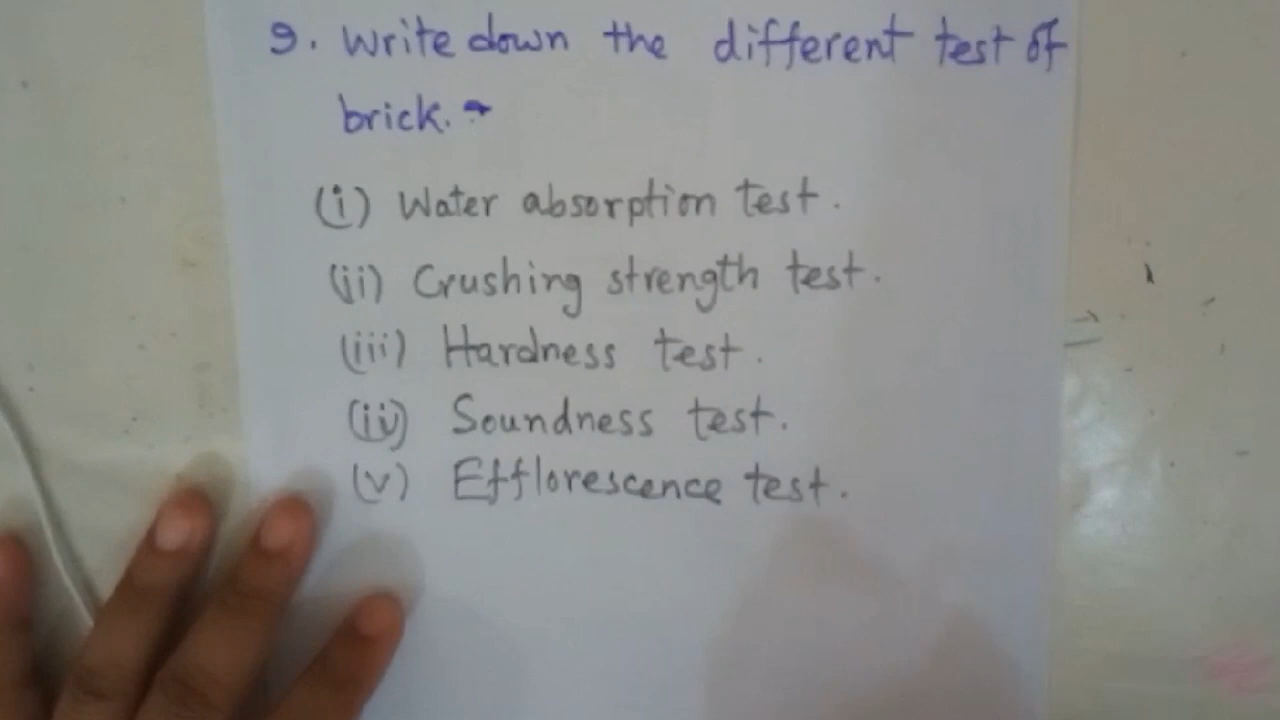 9. Write down the different test of
brick. →
(i) Water absorption test.
(ii) Crushing strength test.
(iii) Hardness test.
(iv) Soundness test.
(v) Efflorescence test.